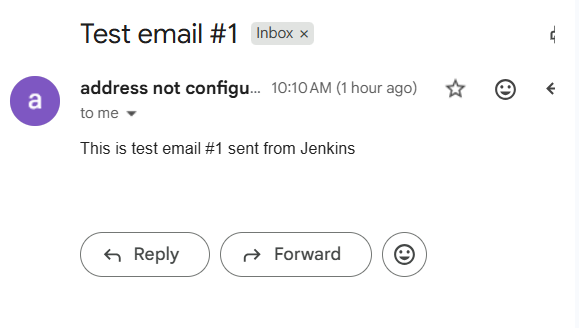 Test email #1 Inbox ×
a
address not configu... 10:10 AM (1 hour ago)
to me
This is test email #1 sent from Jenkins
Reply Forward